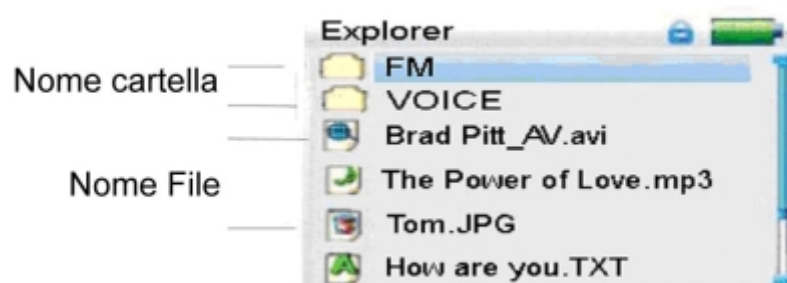 Explorer
Nome cartella
FM
VOICE
Brad Pitt_AV.avi
Nome File
The Power of Love.mp3
Tom.JPG
How are you.TXT